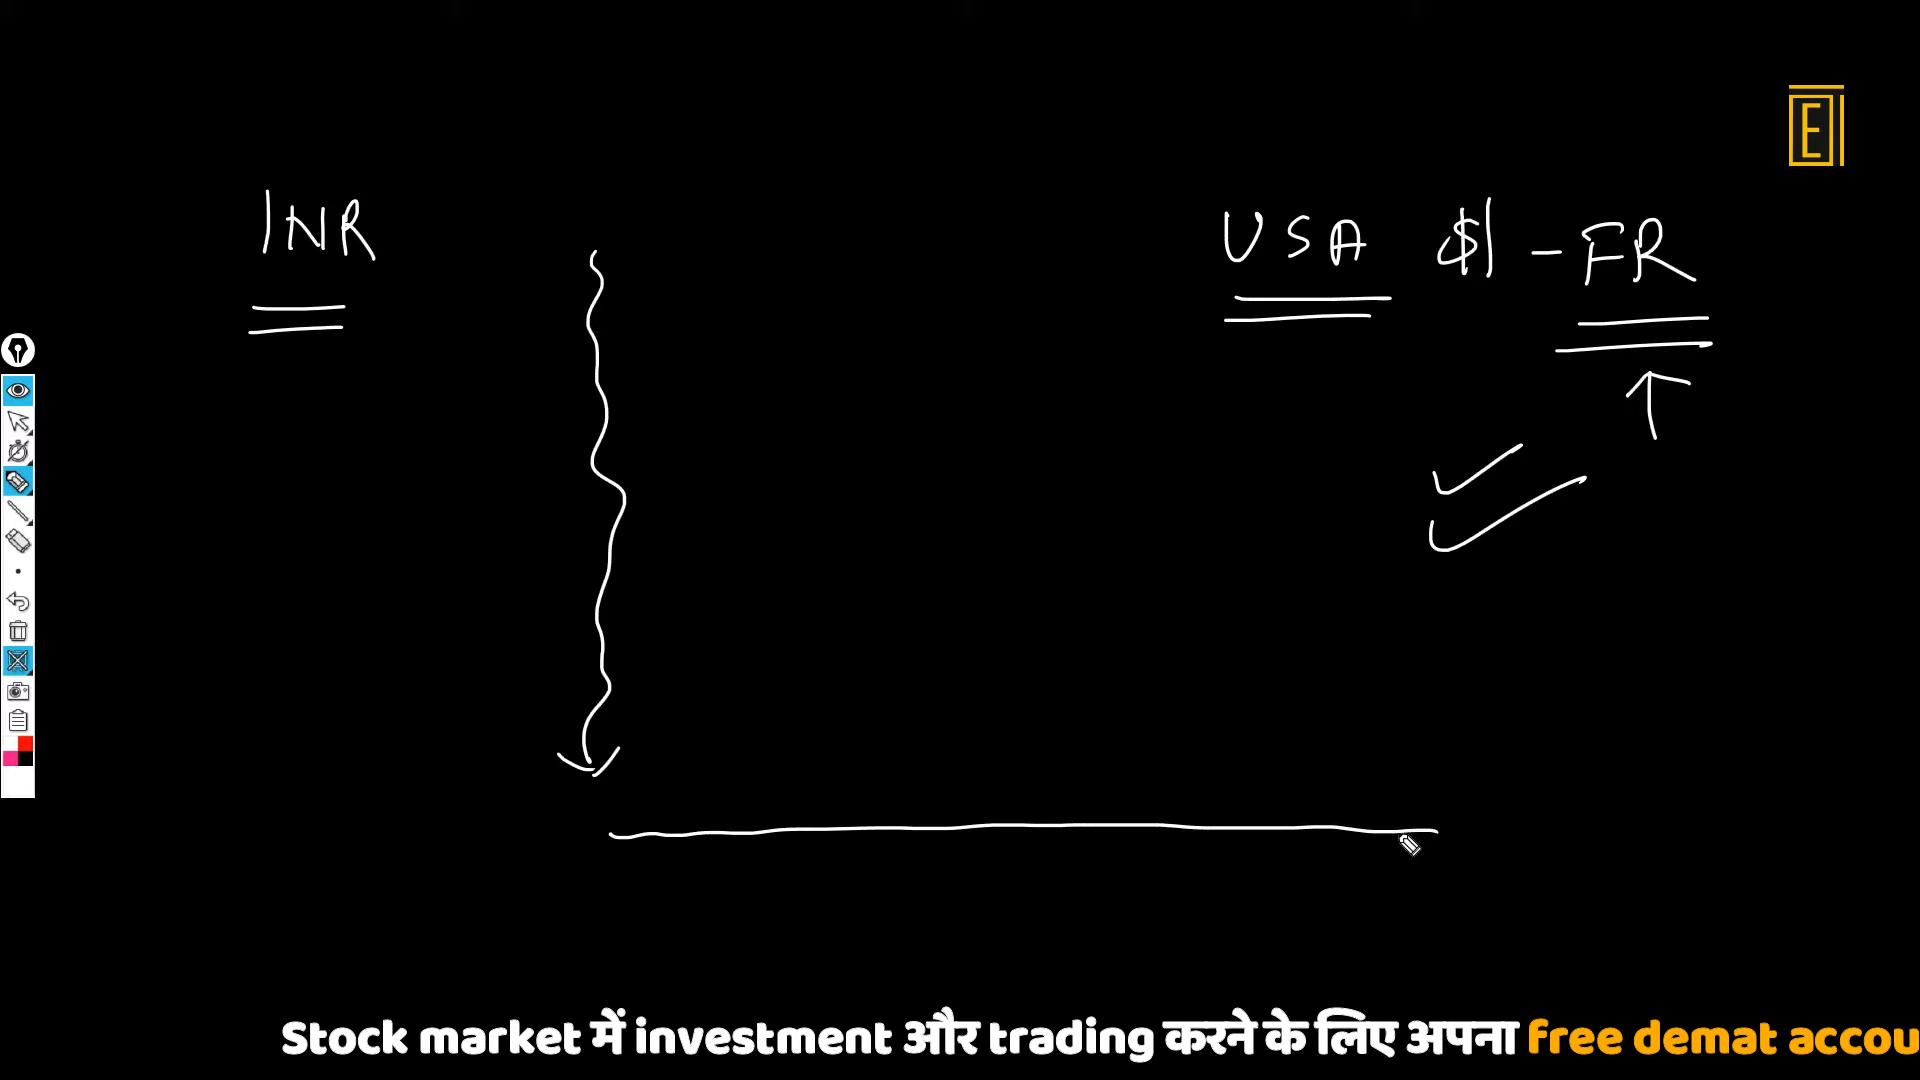 E
INR
USA $1 - FR
Stock market में investment और trading करने के लिए अपना free demat accou